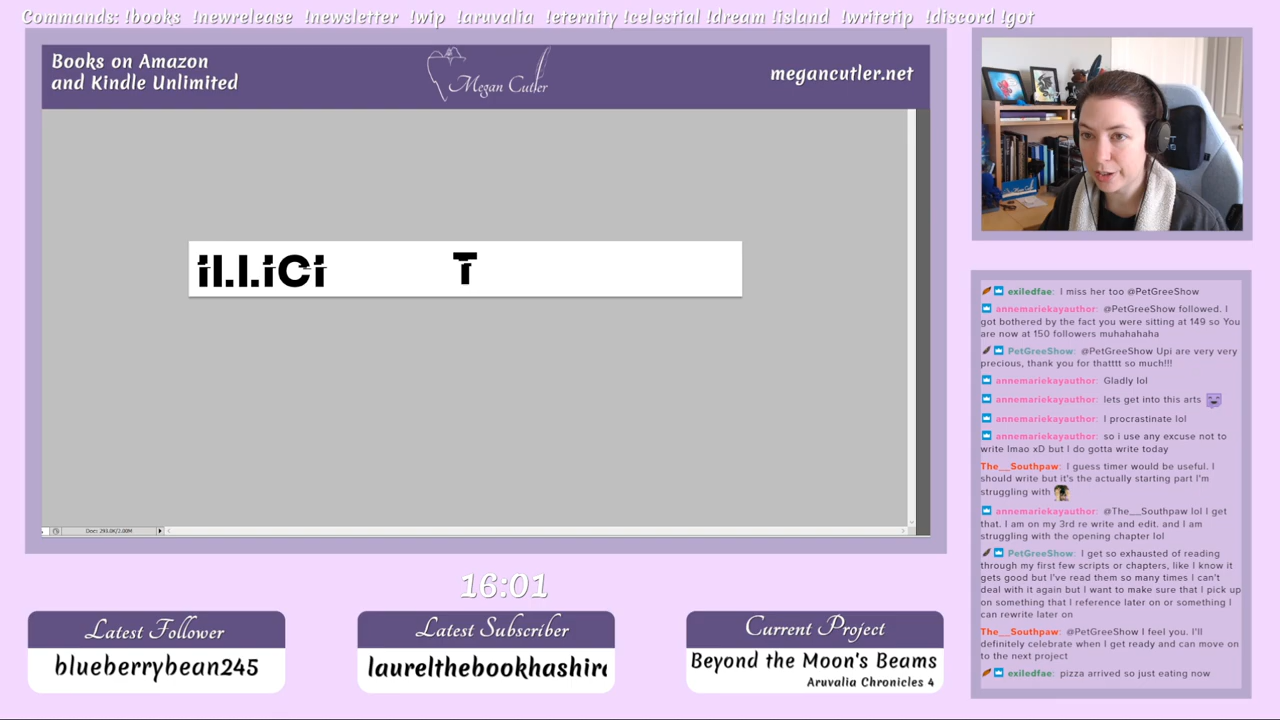 Commands: !books !newrelease !newsletter !wip !aruvalia !eternity !celestial !dream !island !writetip !discord !got
Books on Amazon
and Kindle Unlimited
Megan Cutler
megancutler.net
il.l.iCi T
Doc: 293.0K/2.00M
exiledfae: I miss her too @PetGreeShow
annemariekayauthor: @PetGreeShow followed. I
got bothered by the fact you were sitting at 149 so You
are now at 150 followers muhahahaha
PetGreeShow: @PetGreeShow Upi are very very
precious, thank you for thatttt so much!!!
annemariekayauthor: Gladly lol
annemariekayauthor: lets get into this arts
annemariekayauthor: I procrastinate lol
annemariekayauthor: so i use any excuse not to
write lmao xD but I do gotta write today
The__Southpaw: I guess timer would be useful. I
should write but it's the actually starting part I'm
struggling with
annemariekayauthor: @The__Southpaw lol I get
that. I am on my 3rd re write and edit. and I am
struggling with the opening chapter lol
PetGreeShow: I get so exhausted of reading
through my first few scripts or chapters, like I know it
gets good but I've read them so many times I can't
deal with it again but I want to make sure that I pick up
on something that I reference later on or something I
can rewrite later on
The__Southpaw: @PetGreeShow I feel you. I'll
definitely celebrate when I get ready and can move on
to the next project
exiledfae: pizza arrived so just eating now
16:01
Latest Follower
blueberrybean245
Latest Subscriber
laurelthebookhashira
Current Project
Beyond the Moon's Beams
Aruvalia Chronicles 4